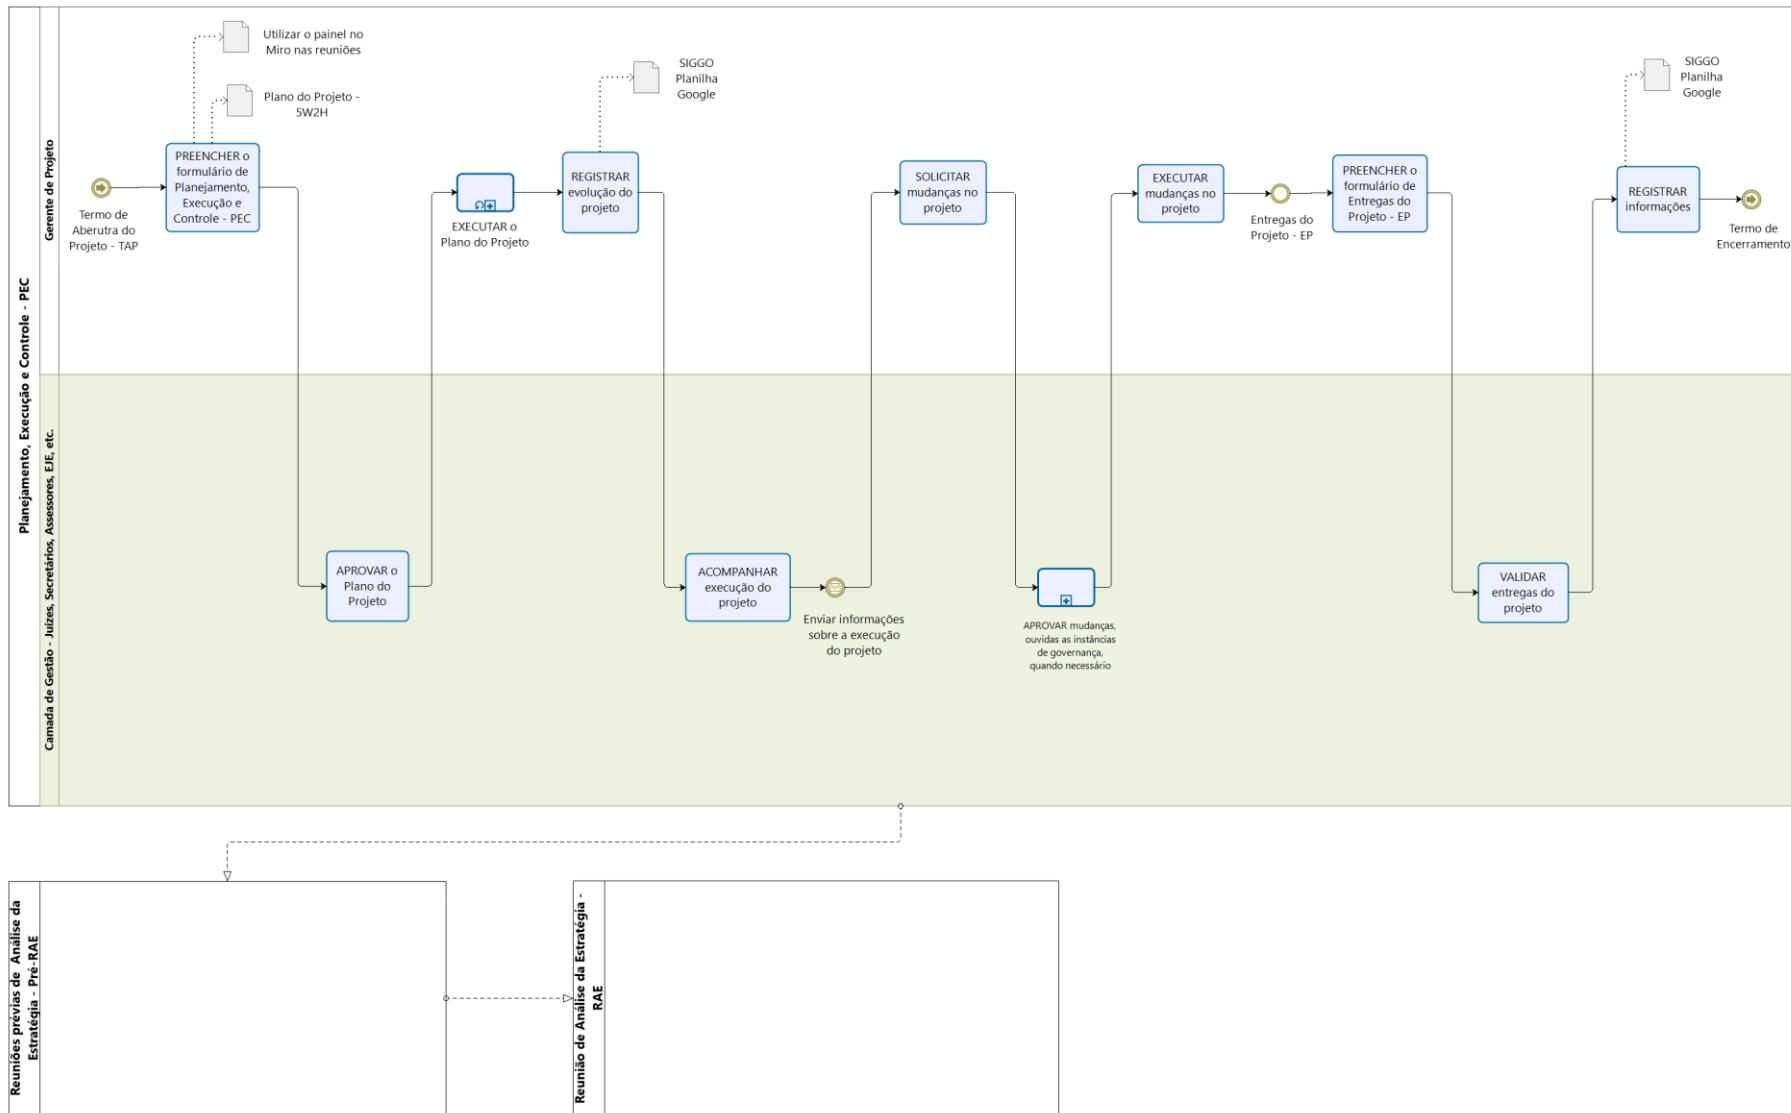 Planejamento, Execução e Controle - PEC
Gerente de Projeto
Utilizar o painel no
Miro nas reuniões
Plano do Projeto -
5W2H
Termo de
Aberutra do
Projeto - TAP
PREENCHER o
formulário de
Planejamento,
Execução e
Controle - PEC
EXECUTAR o
Plano do Projeto
SIGGO
Planilha
Google
REGISTRAR
evolução do
projeto
SOLICITAR
mudanças no
projeto
EXECUTAR
mudanças no
projeto
Entregas do
Projeto - EP
PREENCHER o
formulário de
Entregas do
Projeto - EP
SIGGO
Planilha
Google
REGISTRAR
informações
Termo de
Encerramento
Camada de Gestão - Juízes, Secretários, Assessores, EJE, etc.
APROVAR o
Plano do
Projeto
ACOMPANHAR
execução do
projeto
Enviar informações
sobre a execução
do projeto
APROVAR mudanças,
ouvidas as instâncias
de governança,
quando necessário
VALIDAR
entregas do
projeto
Reuniões prévias de Análise da
Estratégia - Pré-RAE
Reunião de Análise da Estratégia -
RAE